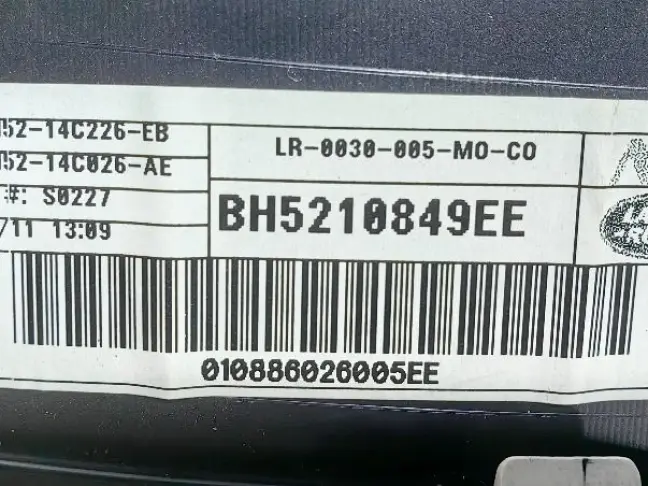 52-14C226-EB
52-14C026-AE
#: S0227
/11 13:09
LR-0030-005-MO-CO
BH5210849EE
010886026005EE